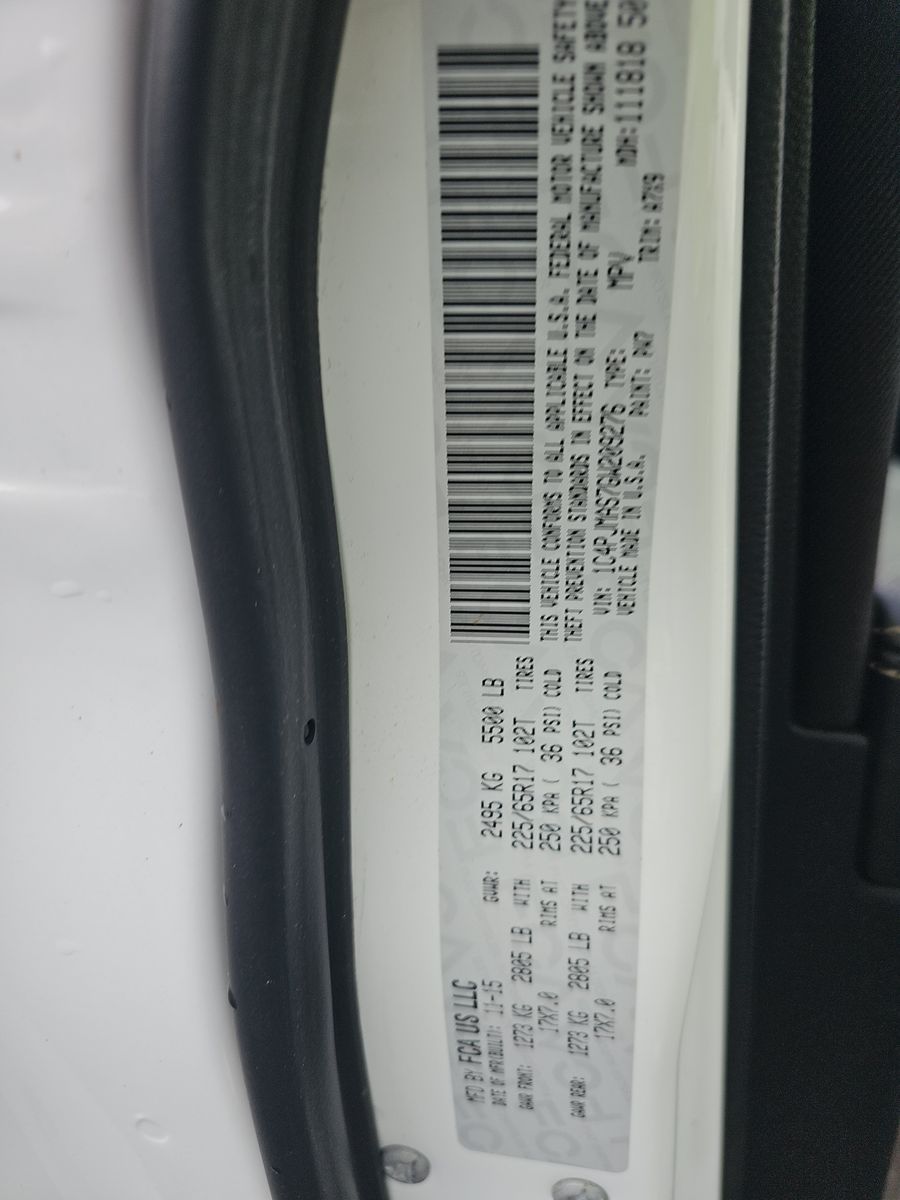 MFD BY FCA US LLC
DATE OF MFR(BUILT): 11-15 GVWR: 2495 KG 5500 LB
GAWR FRONT: 1273 KG 2805 LB WITH 225/65R17 102T TIRES
17X7.0 RIMS AT 250 KPA ( 36 PSI) COLD
GAWR REAR: 1273 KG 2805 LB WITH 225/65R17 102T TIRES
17X7.0 RIMS AT 250 KPA ( 36 PSI) COLD
THIS VEHICLE CONFORMS TO ALL APPLICABLE U.S.A. FEDERAL MOTOR VEHICLE SAFETY
THEFT PREVENTION STANDARDS IN EFFECT ON THE DATE OF MANUFACTURE SHOWN ABOVE
VIN: 1C4PJMAS7GW209276 TYPE: MPV MDH: 111818 50
VEHICLE MADE IN U.S.A. PAINT: PW7 TRIM: A7X9